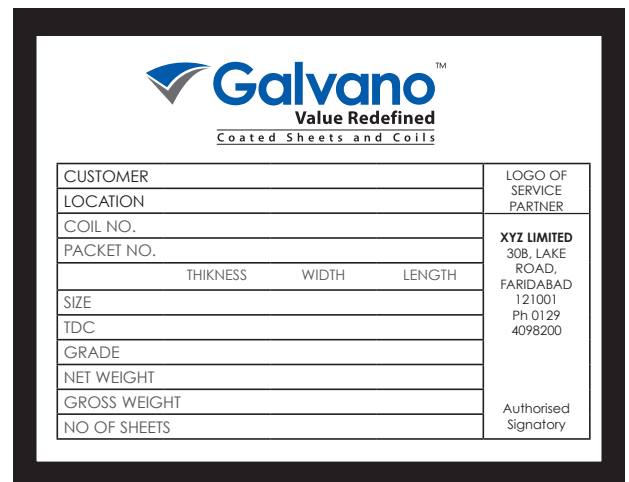 Galvano™
Value Redefined
Coated Sheets and Coils
CUSTOMER
LOCATION
COIL NO.
PACKET NO.
THIKNESS WIDTH LENGTH
SIZE
TDC
GRADE
NET WEIGHT
GROSS WEIGHT
NO OF SHEETS
LOGO OF
SERVICE
PARTNER
XYZ LIMITED
30B, LAKE
ROAD,
FARIDABAD
121001
Ph 0129
4098200
Authorised
Signatory